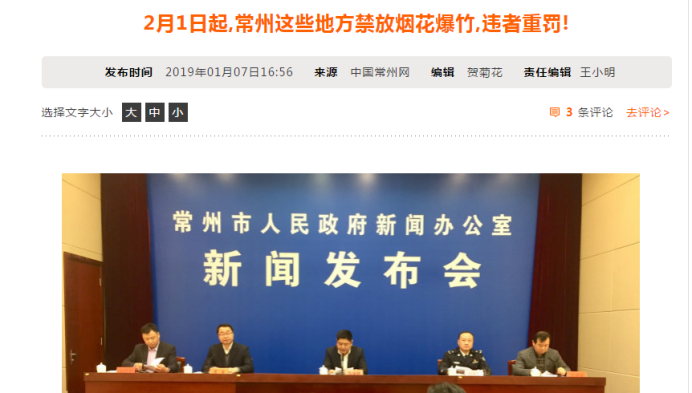 2月1日起,常州这些地方禁放烟花爆竹,违者重罚!
发布时间 2019年01月07日16:56 来源 中国常州网 编辑 贺菊花 责任编辑 王小明
选择文字大小 大 中 小 3 条评论 去评论>
常州市人民政府新闻办公室
新闻发布会